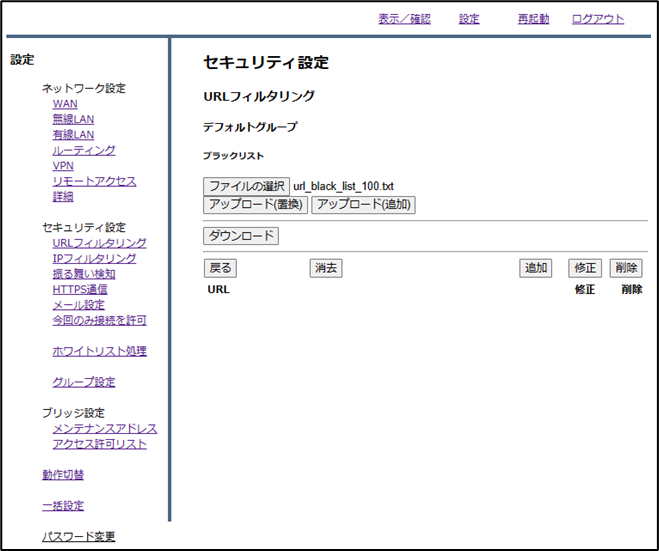 表示／確認 設定 再起動 ログアウト
設定
ネットワーク設定
WAN
無線LAN
有線LAN
ルーティング
VPN
リモートアクセス
詳細
セキュリティ設定
URLフィルタリング
IPフィルタリング
振る舞い検知
HTTPS通信
メール設定
今回のみ接続を許可
ホワイトリスト処理
グループ設定
ブリッジ設定
メンテナンスアドレス
アクセス許可リスト
動作切替
一括設定
パスワード変更
セキュリティ設定
URLフィルタリング
デフォルトグループ
ブラックリスト
ファイルの選択 url_black_list_100.txt
アップロード(置換) アップロード(追加)
ダウンロード
戻る 消去 追加 修正 削除
URL 修正 削除